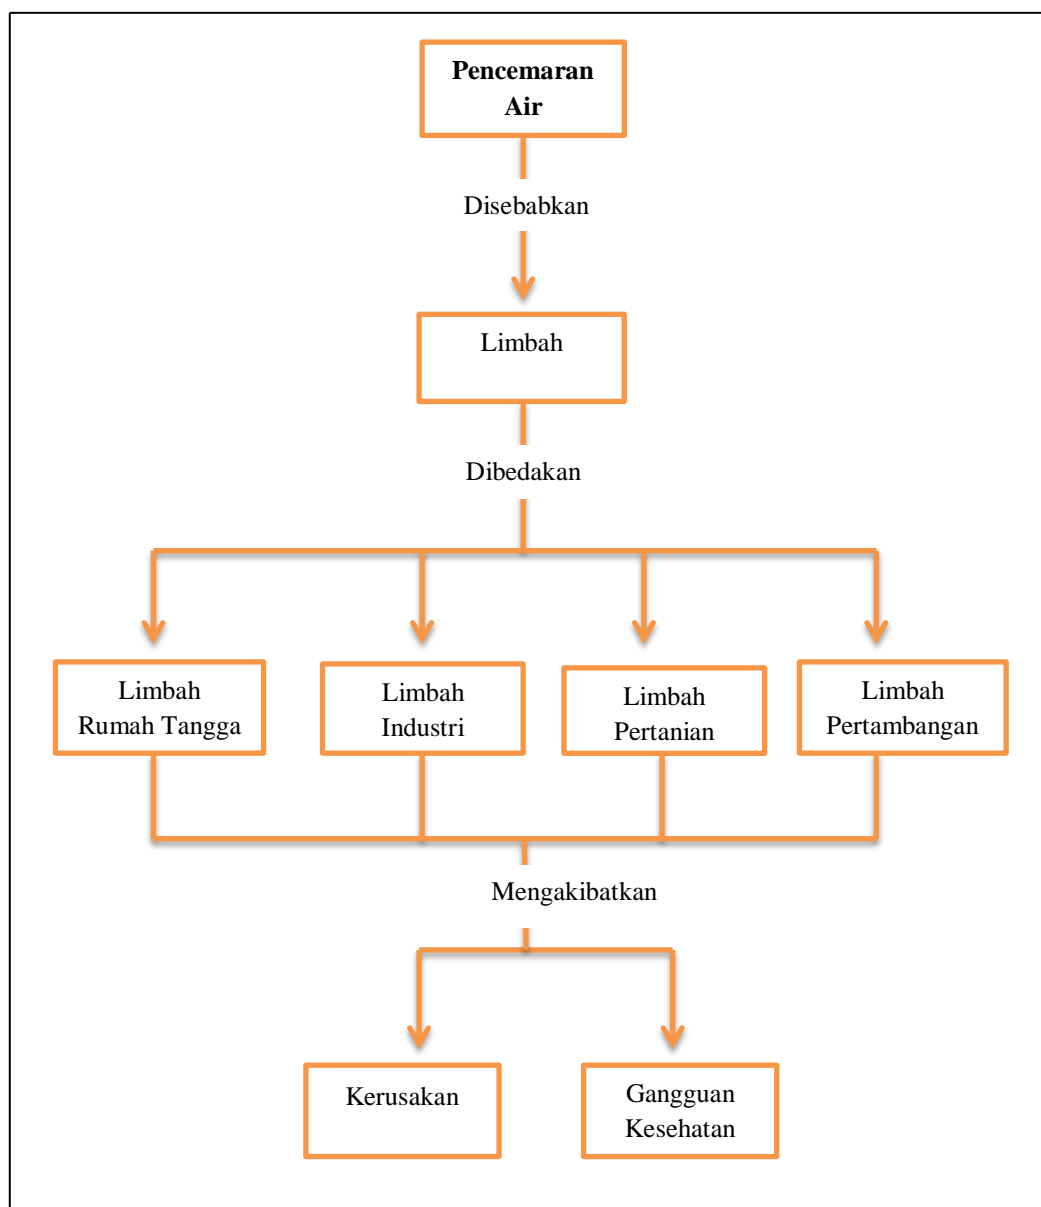 Pencemaran
Air
Disebabkan
Limbah
Dibedakan
Limbah
Rumah Tangga
Limbah
Industri
Limbah
Pertanian
Limbah
Pertambangan
Mengakibatkan
Kerusakan
Gangguan
Kesehatan